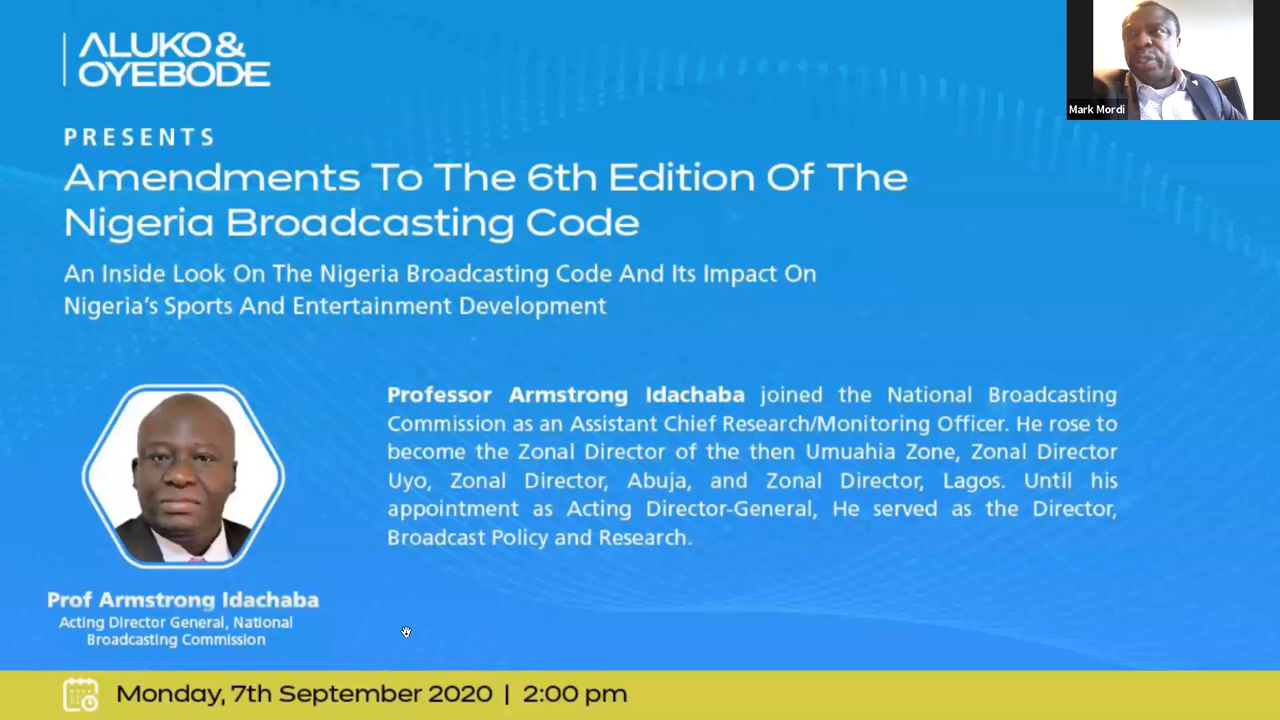 ALUKO &
OYEBODE
PRESENTS
Amendments To The 6th Edition Of The
Nigeria Broadcasting Code
An Inside Look On The Nigeria Broadcasting Code And Its Impact On
Nigeria's Sports And Entertainment Development
Professor Armstrong Idachaba joined the National Broadcasting
Commission as an Assistant Chief Research/Monitoring Officer. He rose to
become the Zonal Director of the then Umuahia Zone, Zonal Director
Uyo, Zonal Director, Abuja, and Zonal Director, Lagos. Until his
appointment as Acting Director-General, He served as the Director,
Broadcast Policy and Research.
Prof Armstrong Idachaba
Acting Director General, National
Broadcasting Commission
Monday, 7th September 2020 | 2:00 pm
Mark Mordi